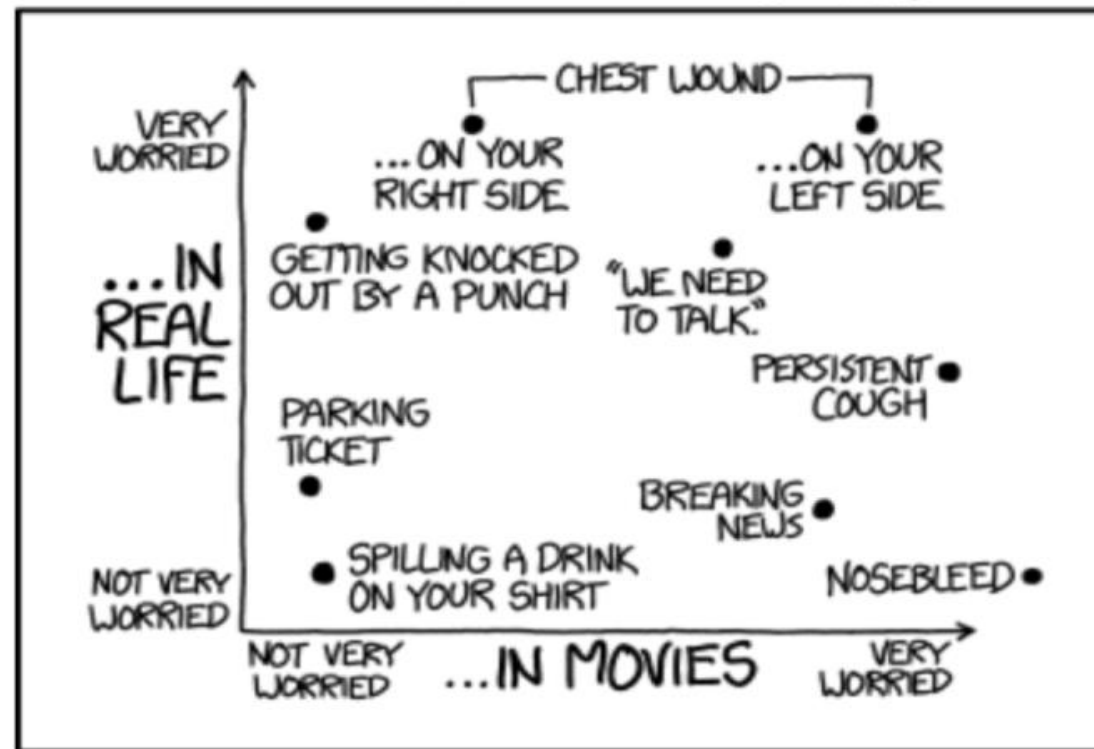 CHEST WOUND
VERY
WORRIED
...ON YOUR
RIGHT SIDE
...ON YOUR
LEFT SIDE
GETTING KNOCKED
OUT BY A PUNCH
"WE NEED
TO TALK."
...IN
REAL
LIFE
PERSISTENT
COUGH
PARKING
TICKET
BREAKING
NEWS
SPILLING A DRINK
ON YOUR SHIRT
NOSEBLEED
NOT VERY
WORRIED
NOT VERY
WORRIED
...IN MOVIES
VERY
WORRIED